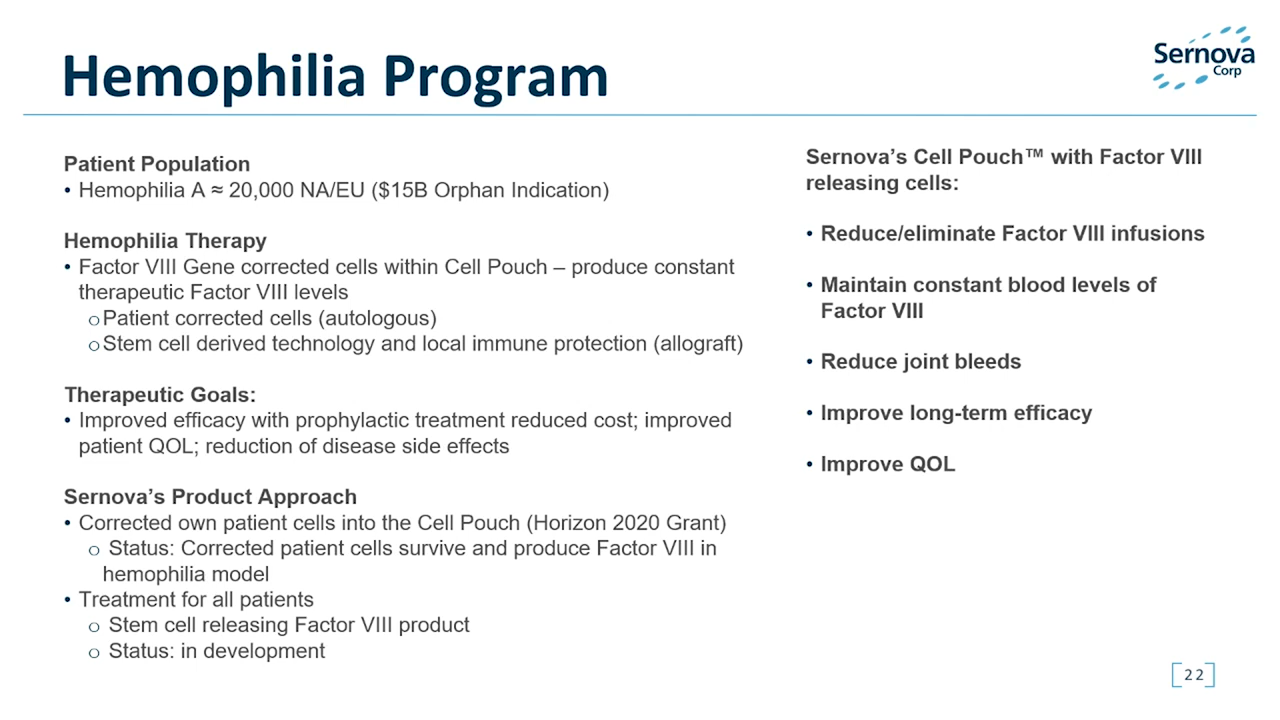 Hemophilia Program
Sernova
Corp
Patient Population
• Hemophilia A ≈ 20,000 NA/EU ($15B Orphan Indication)
Hemophilia Therapy
• Factor VIII Gene corrected cells within Cell Pouch – produce constant
therapeutic Factor VIII levels
o Patient corrected cells (autologous)
o Stem cell derived technology and local immune protection (allograft)
Therapeutic Goals:
• Improved efficacy with prophylactic treatment reduced cost; improved
patient QOL; reduction of disease side effects
Sernova’s Product Approach
• Corrected own patient cells into the Cell Pouch (Horizon 2020 Grant)
o Status: Corrected patient cells survive and produce Factor VIII in
hemophilia model
• Treatment for all patients
o Stem cell releasing Factor VIII product
o Status: in development
Sernova’s Cell Pouch™ with Factor VIII
releasing cells:
• Reduce/eliminate Factor VIII infusions
• Maintain constant blood levels of
Factor VIII
• Reduce joint bleeds
• Improve long-term efficacy
• Improve QOL
22